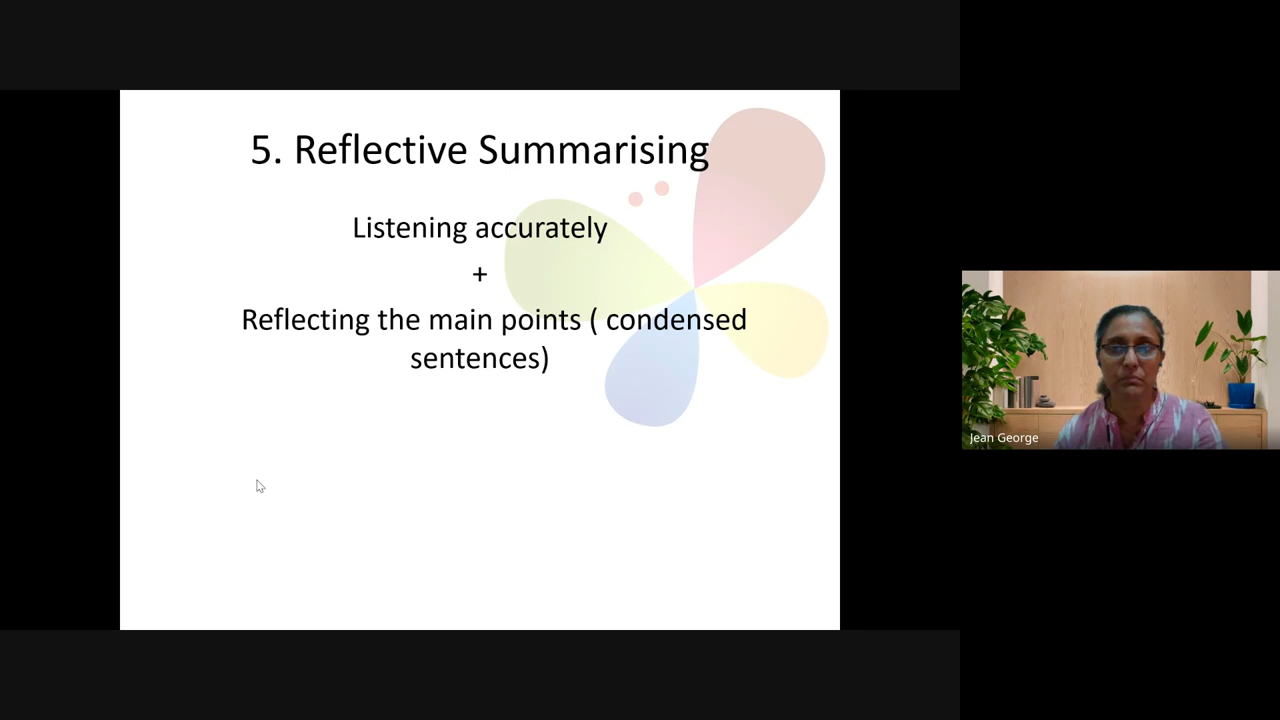 5. Reflective Summarising
Listening accurately
+
Reflecting the main points ( condensed
sentences)
Jean George